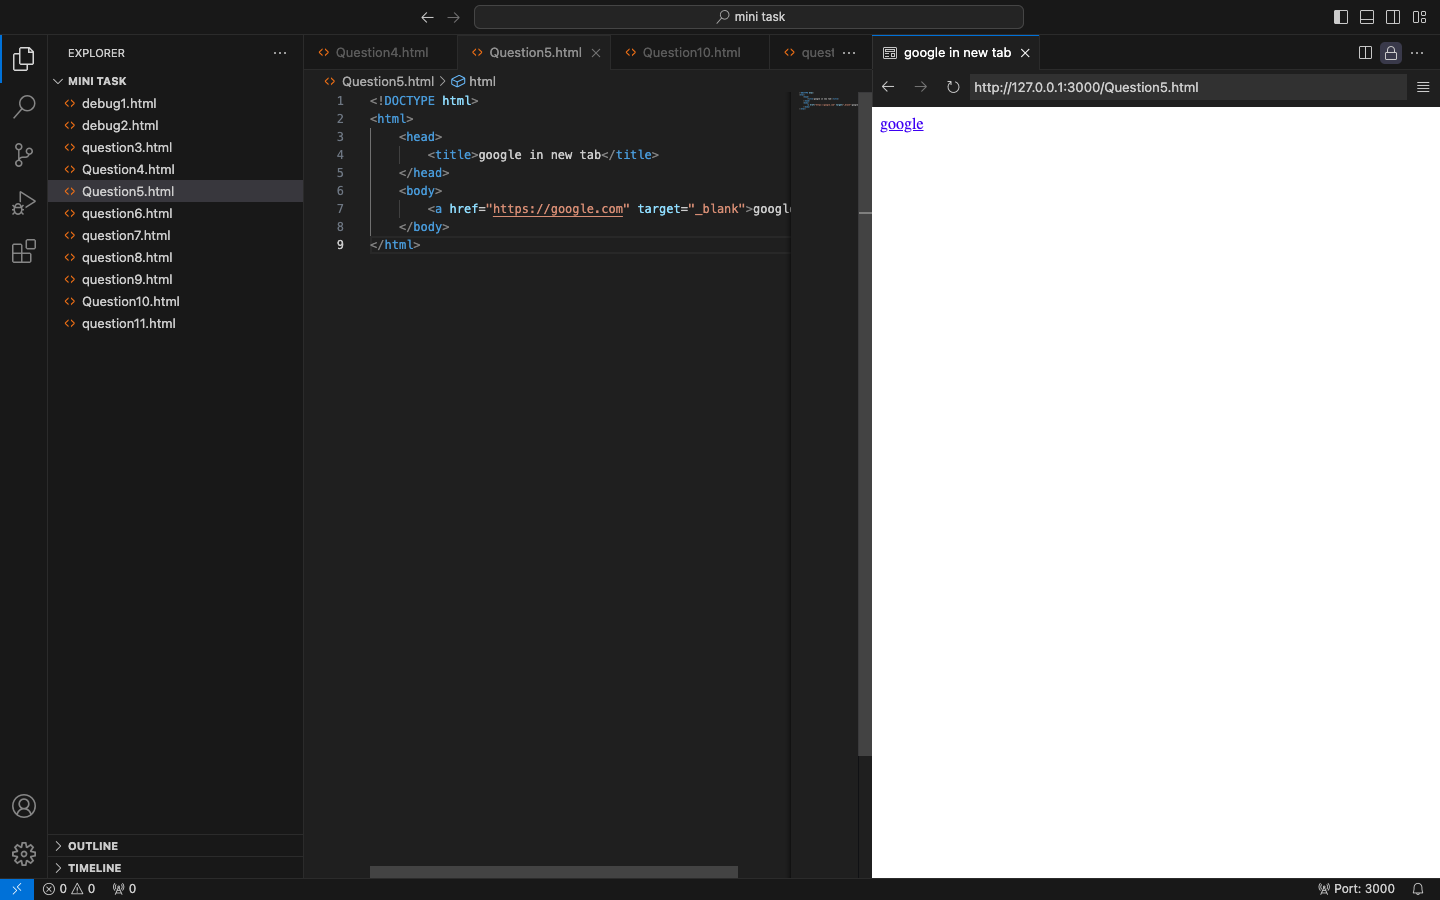 mini task
EXPLORER
MINI TASK
debug1.html
debug2.html
question3.html
Question4.html
Question5.html
question6.html
question7.html
question8.html
question9.html
Question10.html
question11.html
OUTLINE
TIMELINE
Question4.html
Question5.html
Question10.html
quest
Question5.html > html
1 <!DOCTYPE html>
2 <html>
3 <head>
4 <title>google in new tab</title>
5 </head>
6 <body>
7 <a href="https://google.com" target="_blank">googl
8 </body>
9 </html>
google in new tab
http://127.0.0.1:3000/Question5.html
google
0 0 0
Port: 3000